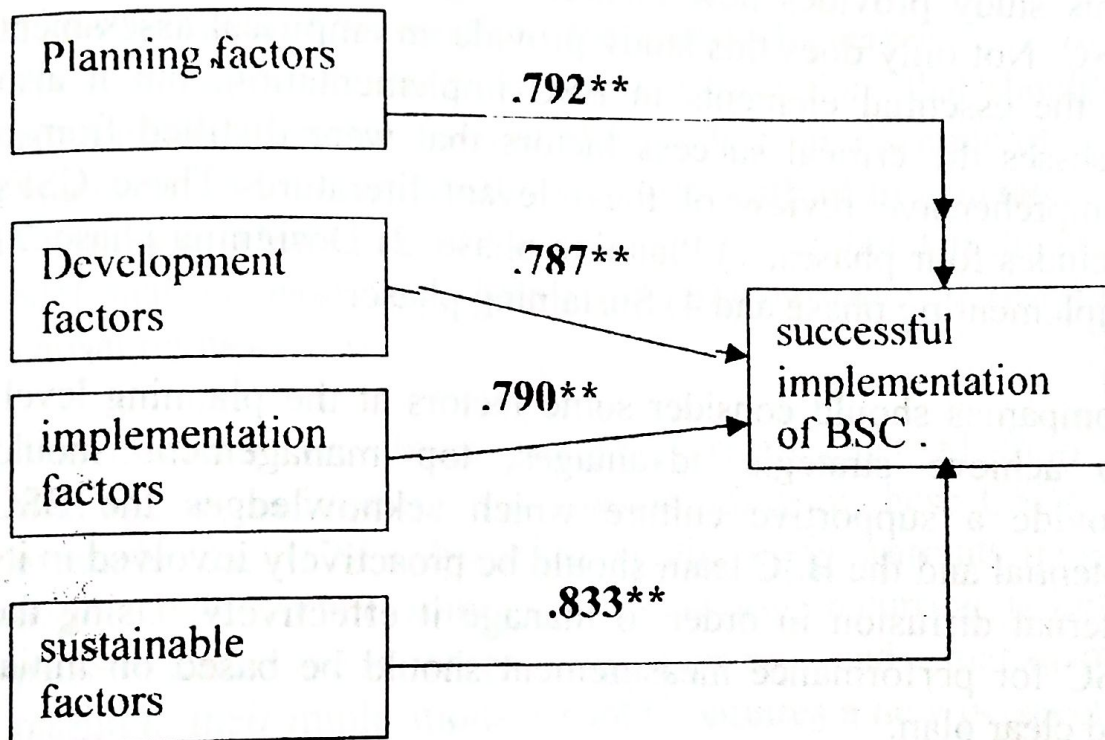 Planning factors
.792**
Development
factors
.787**
implementation
factors
.790**
sustainable
factors
.833**
successful
implementation
of BSC .